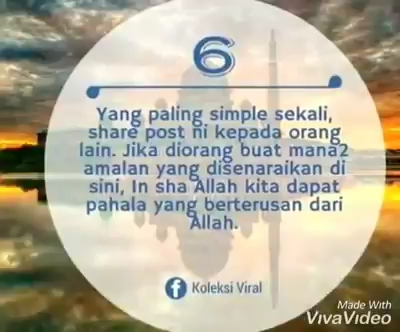 6
Yang paling simple sekali,
share post ni kepada orang
lain. Jika diorang buat mana2
amalan yang disenaraikan di
sini, In sha Allah kita dapat
pahala yang berterusan dari
Allah.
Koleksi Viral
Made With
VivaVideo